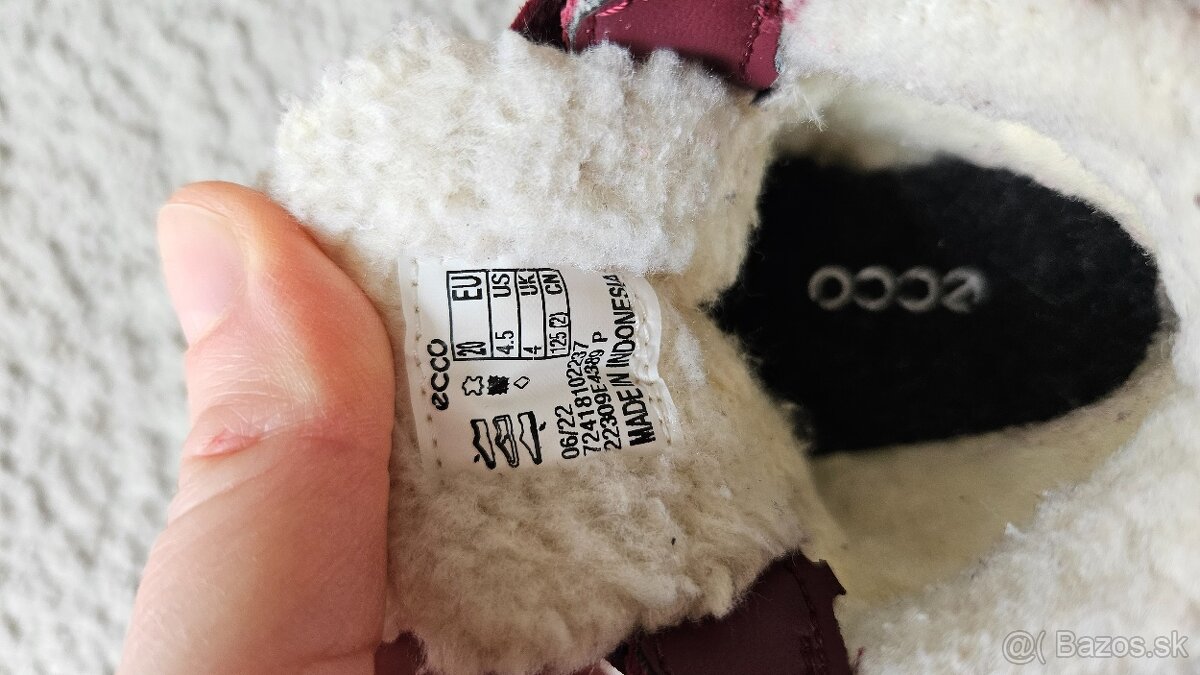 ecco
EU 20
US 4.5
UK 4
CN 125 (2)
06/22
72418102237
22309E4389 P
MADE IN INDONESIA
ecco
@( Bazos.sk